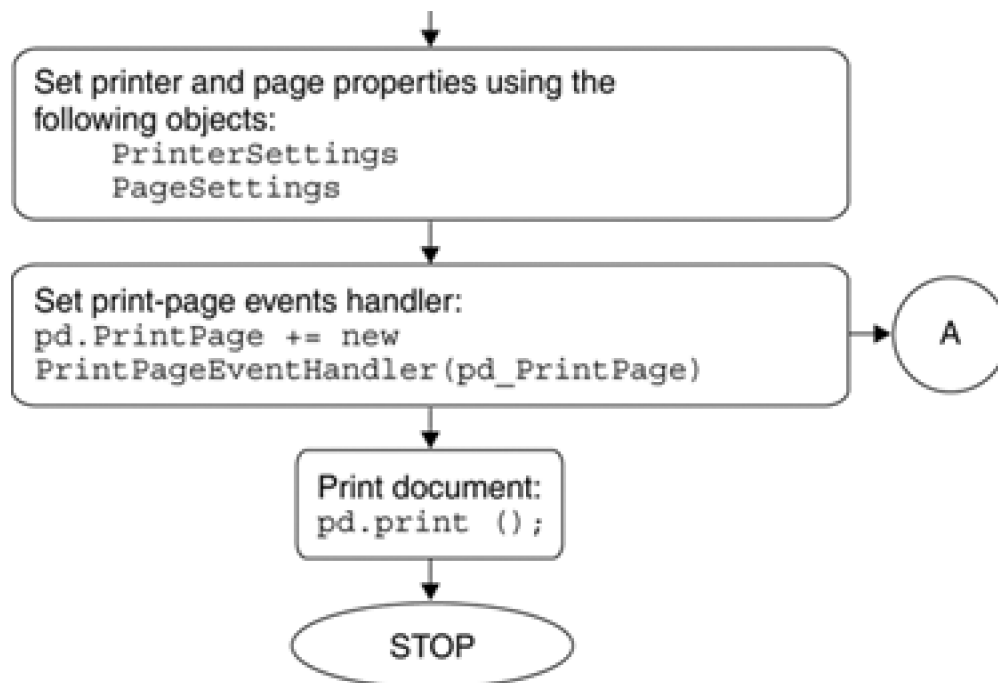 Set printer and page properties using the
following objects:
PrinterSettings
PageSettings
Set print-page events handler:
pd.PrintPage += new
PrintPageEventHandler(pd_PrintPage)
A
Print document:
pd.print ();
STOP